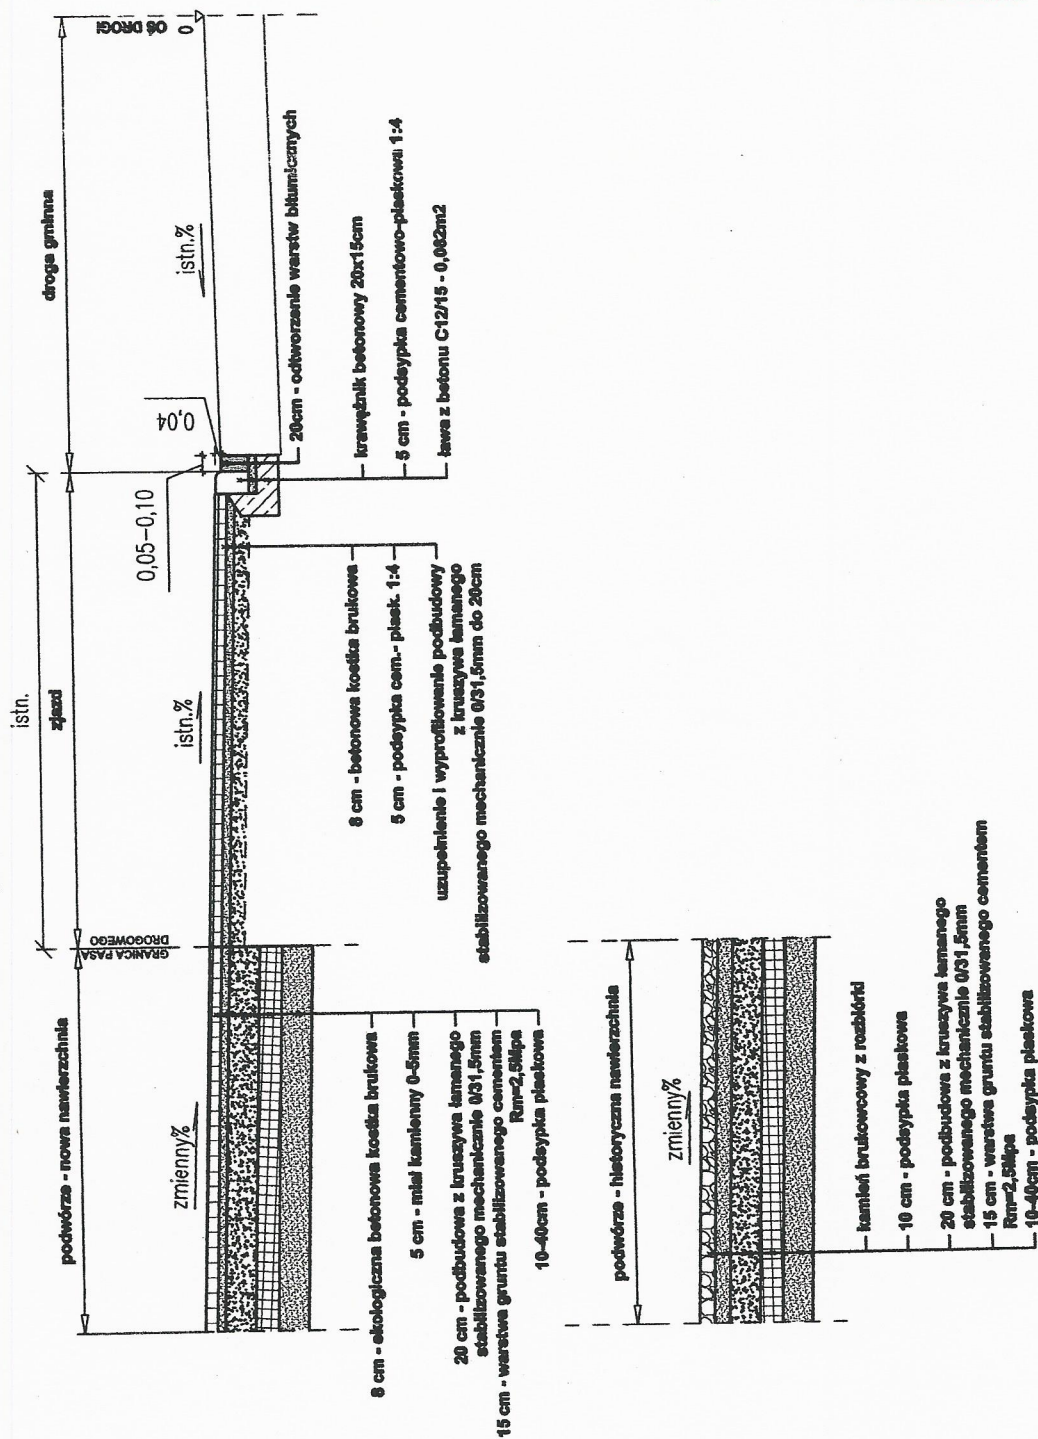 podwórze - nowa nawierzchnia
istn.
zjazd
droga gminna
GRANICA PASA
DROGOWEGO
OŚ DROGI
0
zmienny%
istn.%
0,05-0,10
0,04
istn.%
8 cm - ekologiczna betonowa kostka brukowa
5 cm - miał kamienny 0-5mm
20 cm - podbudowa z kruszywa łamanego
stabilizowanego mechanicznie 0/31,5mm
15 cm - warstwa gruntu stabilizowanego cementem
Rm=2,5Mpa
10-40cm - podsypka piaskowa
8 cm - betonowa kostka brukowa
5 cm - podsypka cem.- piask. 1:4
uzupełnienie i wyprofilowanie podbudowy
z kruszywa łamanego
stabilizowanego mechanicznie 0/31,5mm do 20cm
20cm - odtworzenie warstw bitumicznych
krawężnik betonowy 20x15cm
5 cm - podsypka cementowo-piaskowa 1:4
ława z betonu C12/15 - 0,062m2
podwórze - historyczna nawierzchnia
zmienny%
kamień brukowcowy z rozbiórki
10 cm - podsypka piaskowa
20 cm - podbudowa z kruszywa łamanego
stabilizowanego mechanicznie 0/31,5mm
15 cm - warstwa gruntu stabilizowanego cementem
Rm=2,5Mpa
10-40cm - podsypka piaskowa